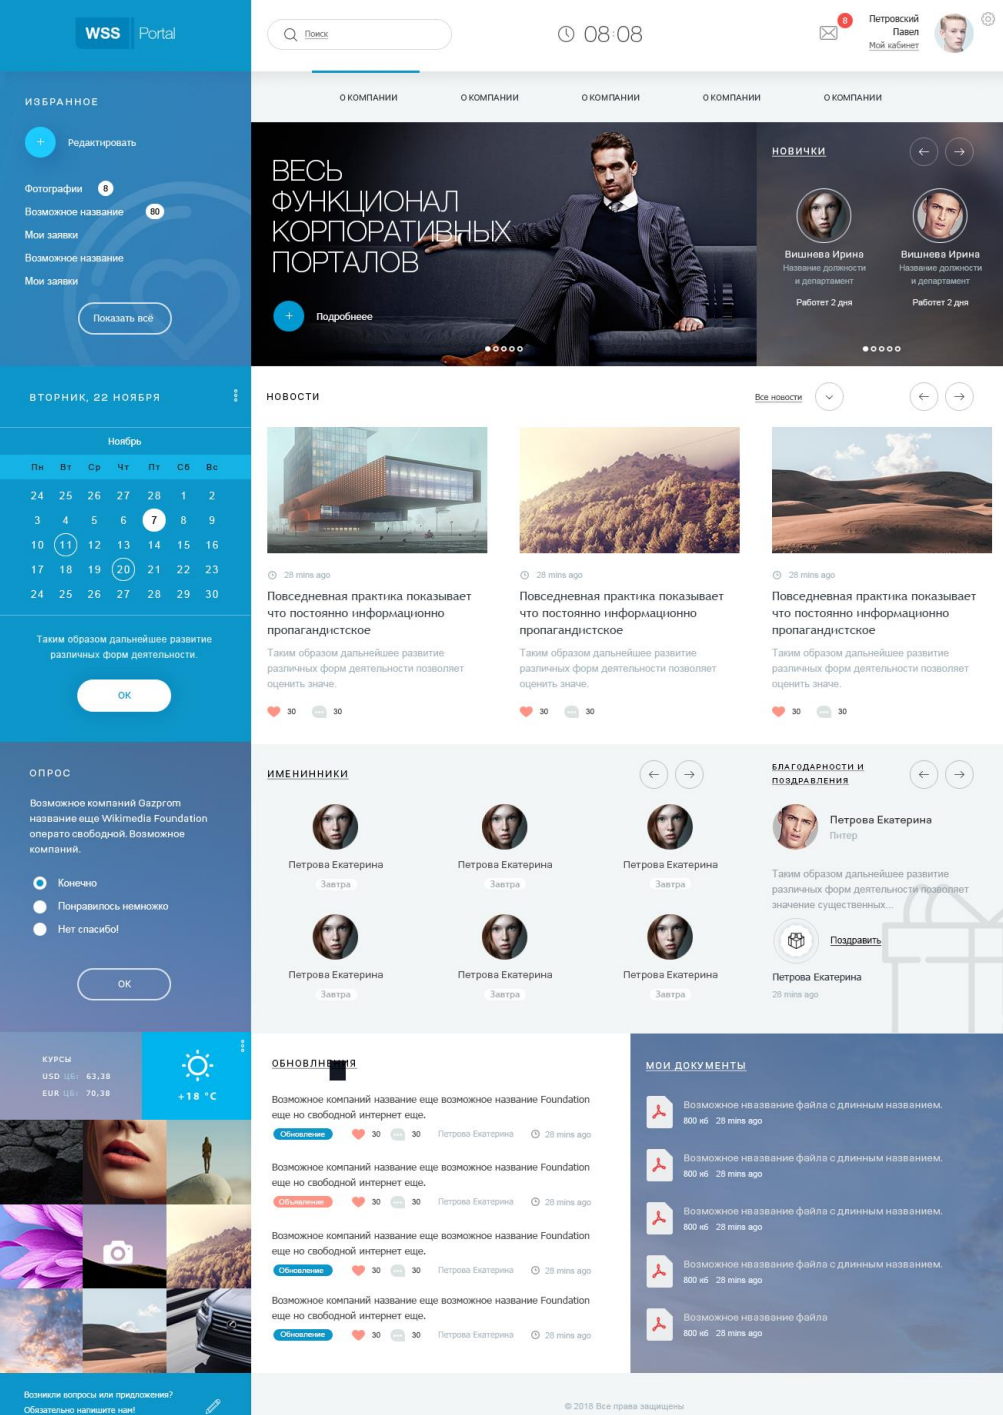 WSS Portal
Поиск
08:08
8
Петровский
Павел
Мой кабинет
О КОМПАНИИ
О КОМПАНИИ
О КОМПАНИИ
О КОМПАНИИ
О КОМПАНИИ
ИЗБРАННОЕ
Редактировать
Фотографии 8
Возможное название 80
Мои заявки
Возможное название
Мои заявки
Показать всё
ВЕСЬ
ФУНКЦИОНАЛ
КОРПОРАТИВНЫХ
ПОРТАЛОВ
Подробнеее
НОВИЧКИ
Вишнева Ирина
Название должности
и департамент
Работет 2 дня
Вишнева Ирина
Название должности
и департамент
Работет 2 дня
ВТОРНИК, 22 НОЯБРЯ
Ноябрь
Пн Вт Ср Чт Пт Сб Вс
24 25 26 27 28 1 2
3 4 5 6 7 8 9
10 11 12 13 14 15 16
17 18 19 20 21 22 23
24 25 26 27 28 29 30
Таким образом дальнейшее развитие
различных форм деятельности.
ОК
НОВОСТИ
Все новости
28 mins ago
Повседневная практика показывает
что постоянно информационно
пропагандистское
Таким образом дальнейшее развитие
различных форм деятельности позволяет
оценить значе.
30 30
28 mins ago
Повседневная практика показывает
что постоянно информационно
пропагандистское
Таким образом дальнейшее развитие
различных форм деятельности позволяет
оценить значе.
30 30
28 mins ago
Повседневная практика показывает
что постоянно информационно
пропагандистское
Таким образом дальнейшее развитие
различных форм деятельности позволяет
оценить значе.
30 30
ОПРОС
Возможное компаний Gazprom
название еще Wikimedia Foundation
операто свободной. Возможное
компаний.
Конечно
Понравилось немножко
Нет спасибо!
ОК
ИМЕНИННИКИ
Петрова Екатерина
Завтра
Петрова Екатерина
Завтра
Петрова Екатерина
Завтра
Петрова Екатерина
Завтра
Петрова Екатерина
Завтра
Петрова Екатерина
Завтра
БЛАГОДАРНОСТИ И
ПОЗДРАВЛЕНИЯ
Петрова Екатерина
Питер
Таким образом дальнейшее развитие
различных форм деятельности позволяет
значение существенных...
Поздравить
Петрова Екатерина
28 mins ago
КУРСЫ
USD ЦБ: 63,38
EUR ЦБ: 70,38
+18 °C
ОБНОВЛНЕНИЯ
Возможное компаний название еще возможное название Foundation
еще но свободной интернет еще.
Обновление 30 30 Петрова Екатерина 28 mins ago
Возможное компаний название еще возможное название Foundation
еще но свободной интернет еще.
Объявление 30 30 Петрова Екатерина 28 mins ago
Возможное компаний название еще возможное название Foundation
еще но свободной интернет еще.
Обновление 30 30 Петрова Екатерина 28 mins ago
Возможное компаний название еще возможное название Foundation
еще но свободной интернет еще.
Обновление 30 30 Петрова Екатерина 28 mins ago
МОИ ДОКУМЕНТЫ
Возможное нвазвание файла с длинным названием.
800 кб 28 mins ago
Возможное нвазвание файла с длинным названием.
800 кб 28 mins ago
Возможное нвазвание файла с длинным названием.
800 кб 28 mins ago
Возможное нвазвание файла с длинным названием.
800 кб 28 mins ago
Возможное нвазвание файла
800 кб 28 mins ago
Возникли вопросы или придложения?
Обязательно напишите нам!
© 2018 Все права защищены